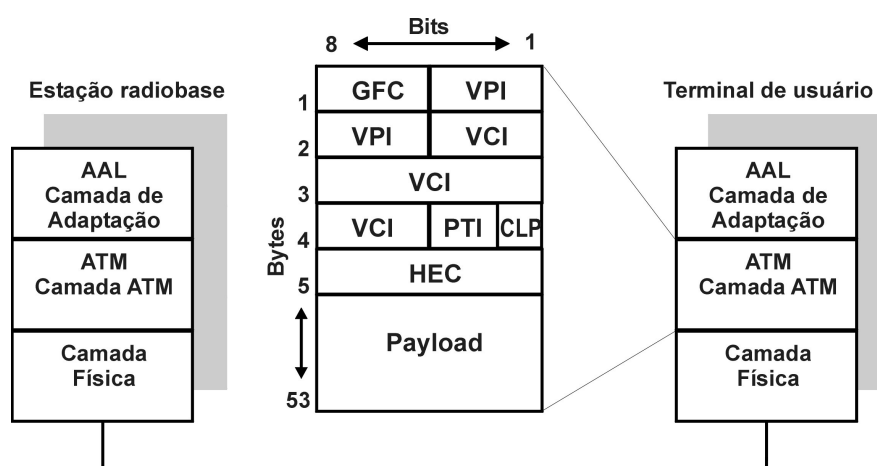 Bits
8 1
Estação radiobase
AAL
Camada de
Adaptação
ATM
Camada ATM
Camada
Física
Bytes
1 GFC VPI
2 VPI VCI
3 VCI
4 VCI PTI CLP
5 HEC
Payload
53
Terminal de usuário
AAL
Camada de
Adaptação
ATM
Camada ATM
Camada
Física